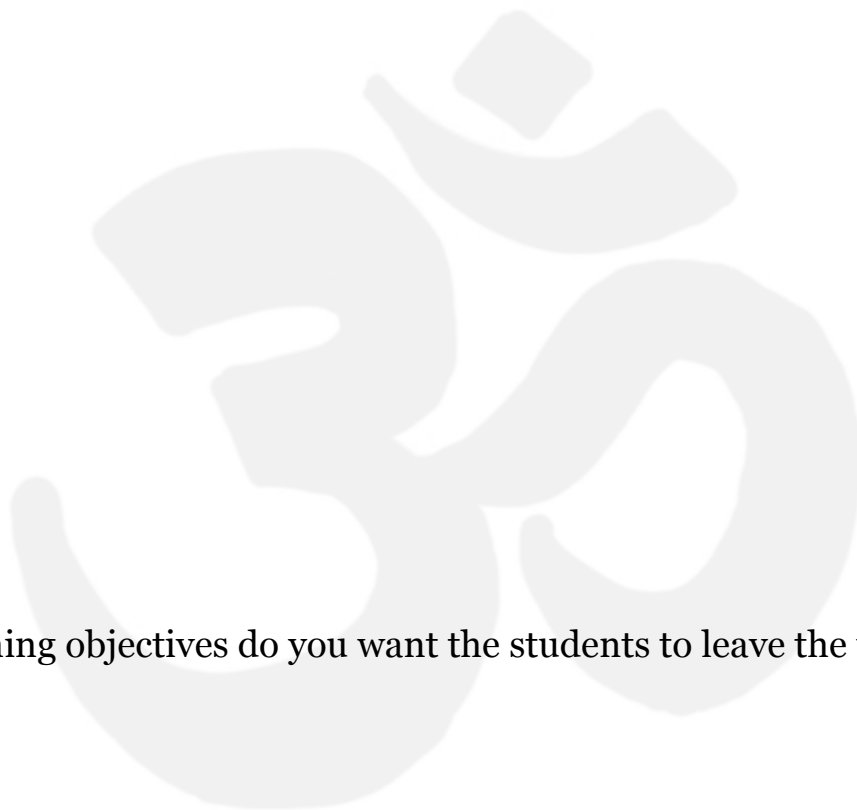 ॐ
ning objectives do you want the students to leave the